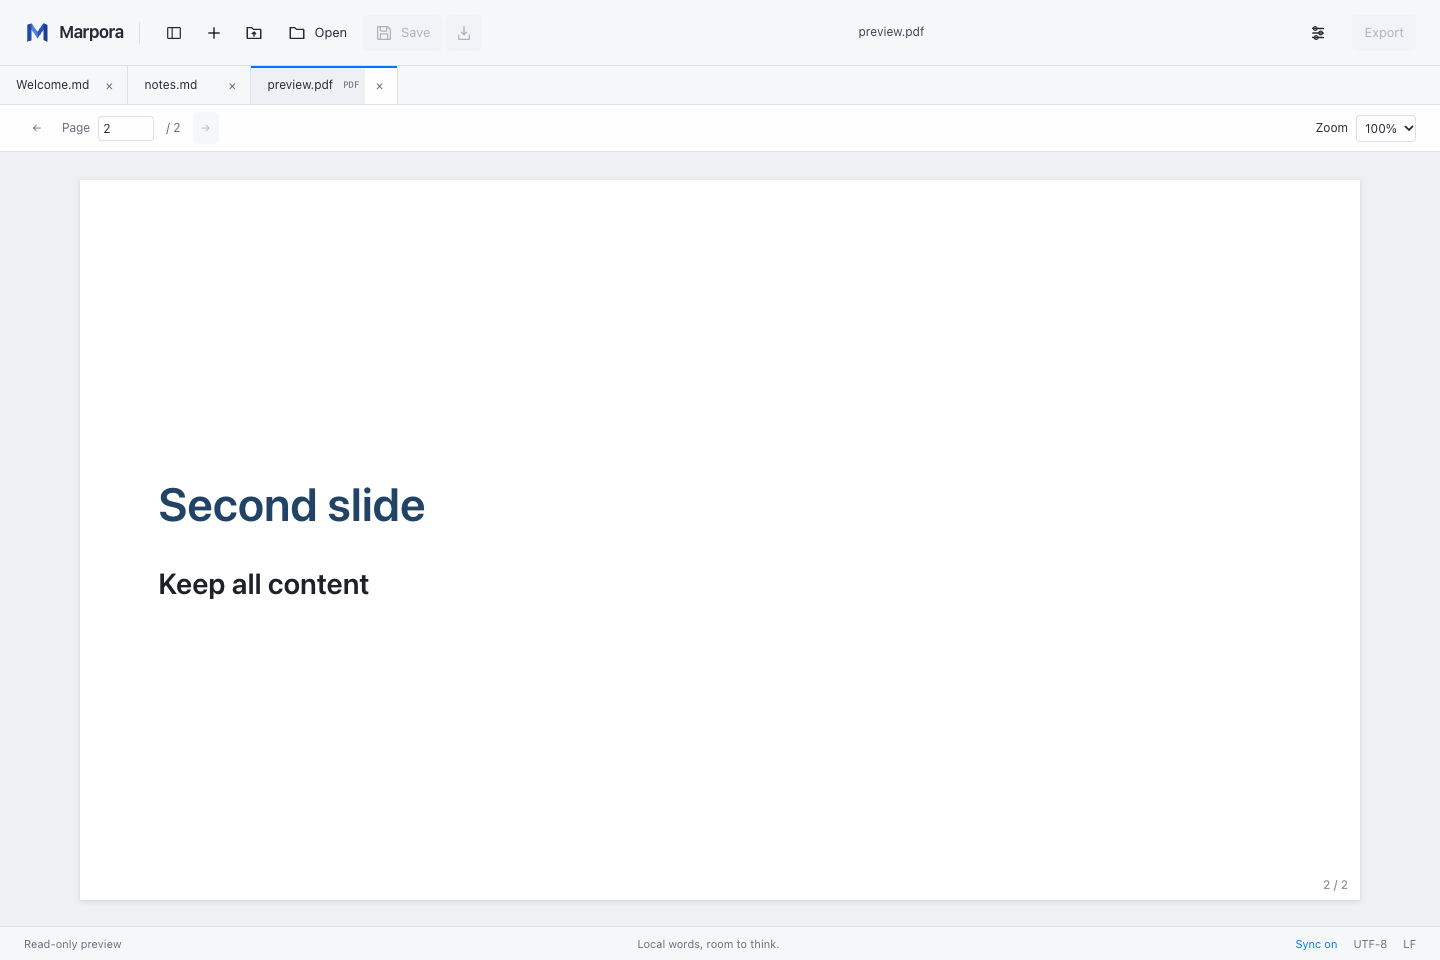 Marpora
Open
Save
preview.pdf
Export
Welcome.md ×
notes.md ×
preview.pdf PDF ×
← Page 2 / 2 →
Zoom 100%
Second slide
Keep all content
2 / 2
Read-only preview
Local words, room to think.
Sync on UTF-8 LF